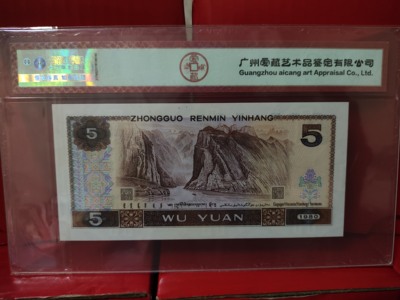 广州爱藏艺术品鉴定有限公司
Guangzhou aicang art Appraisal Co., Ltd.
ZHONGGUO RENMIN YINHANG
5
5
5
WU YUAN
1980